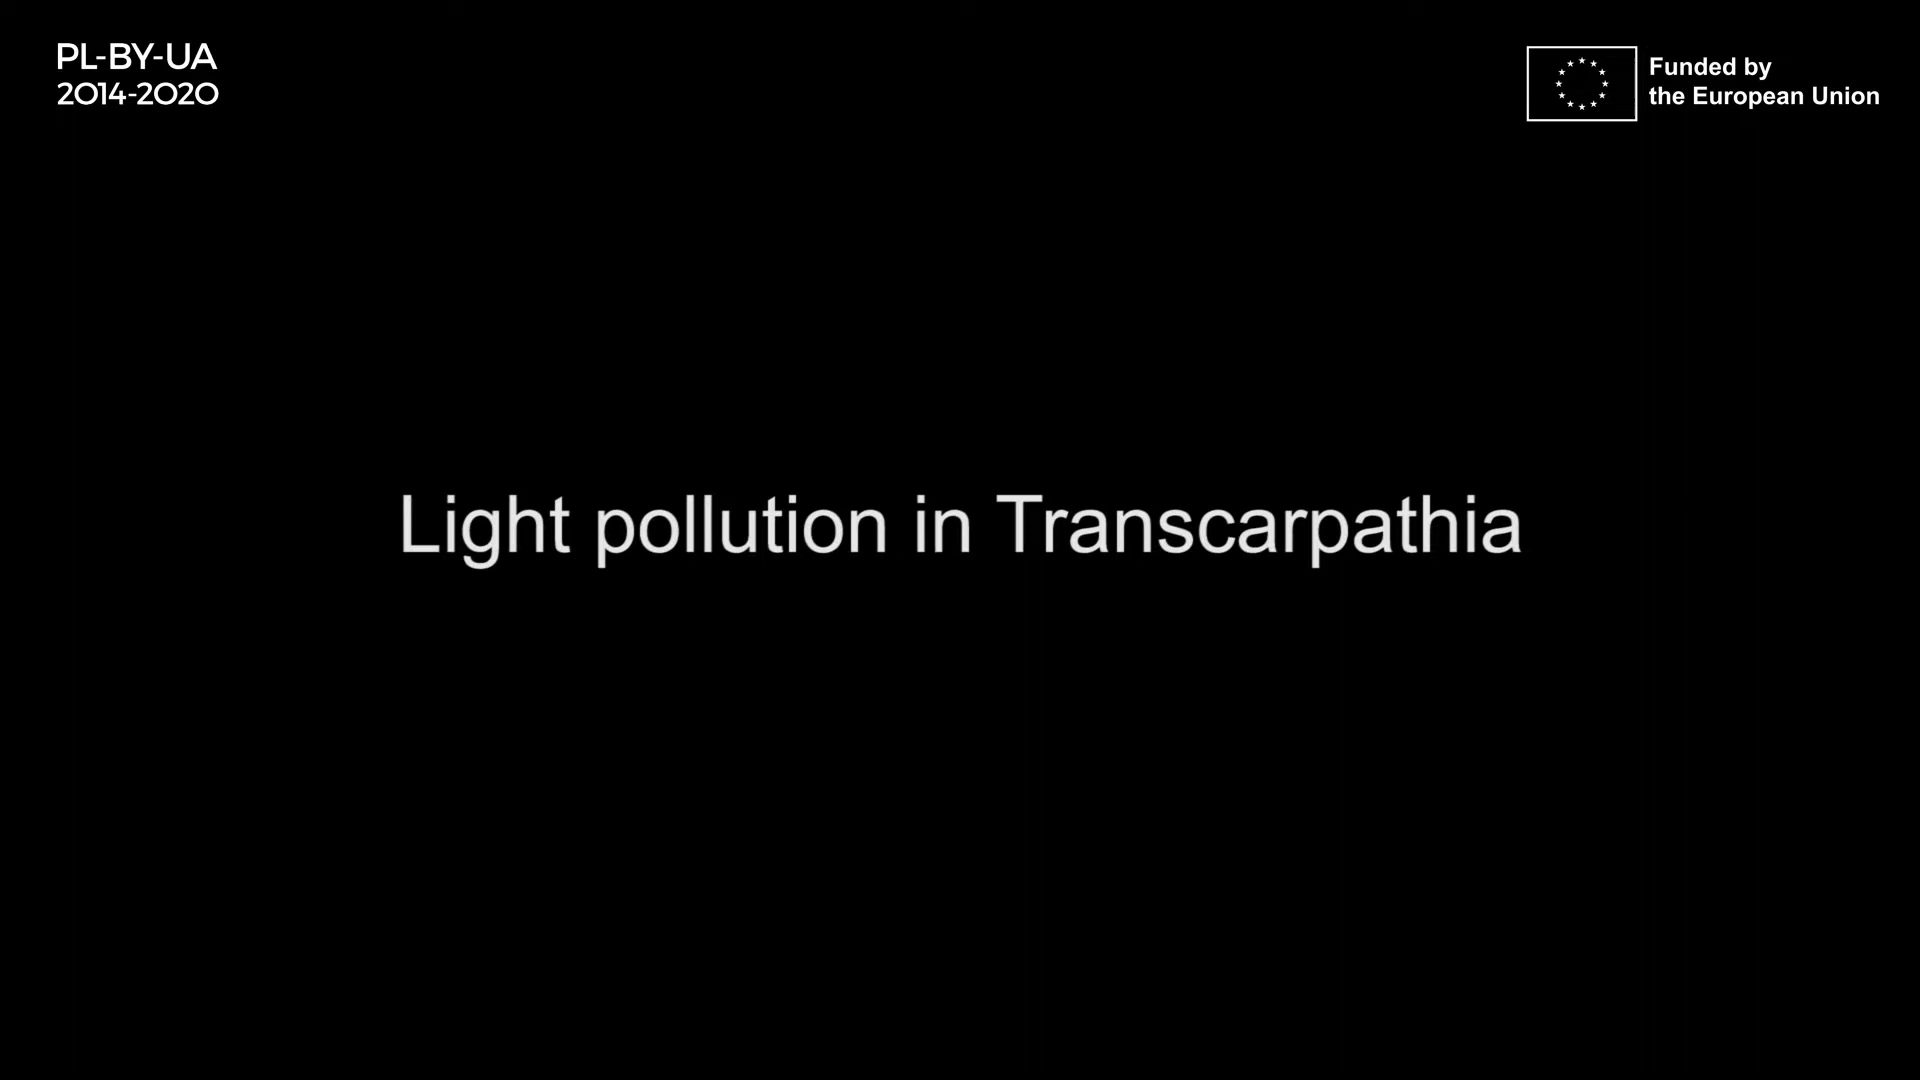 PL-BY-UA
2014-2020
Funded by
the European Union
Light pollution in Transcarpathia